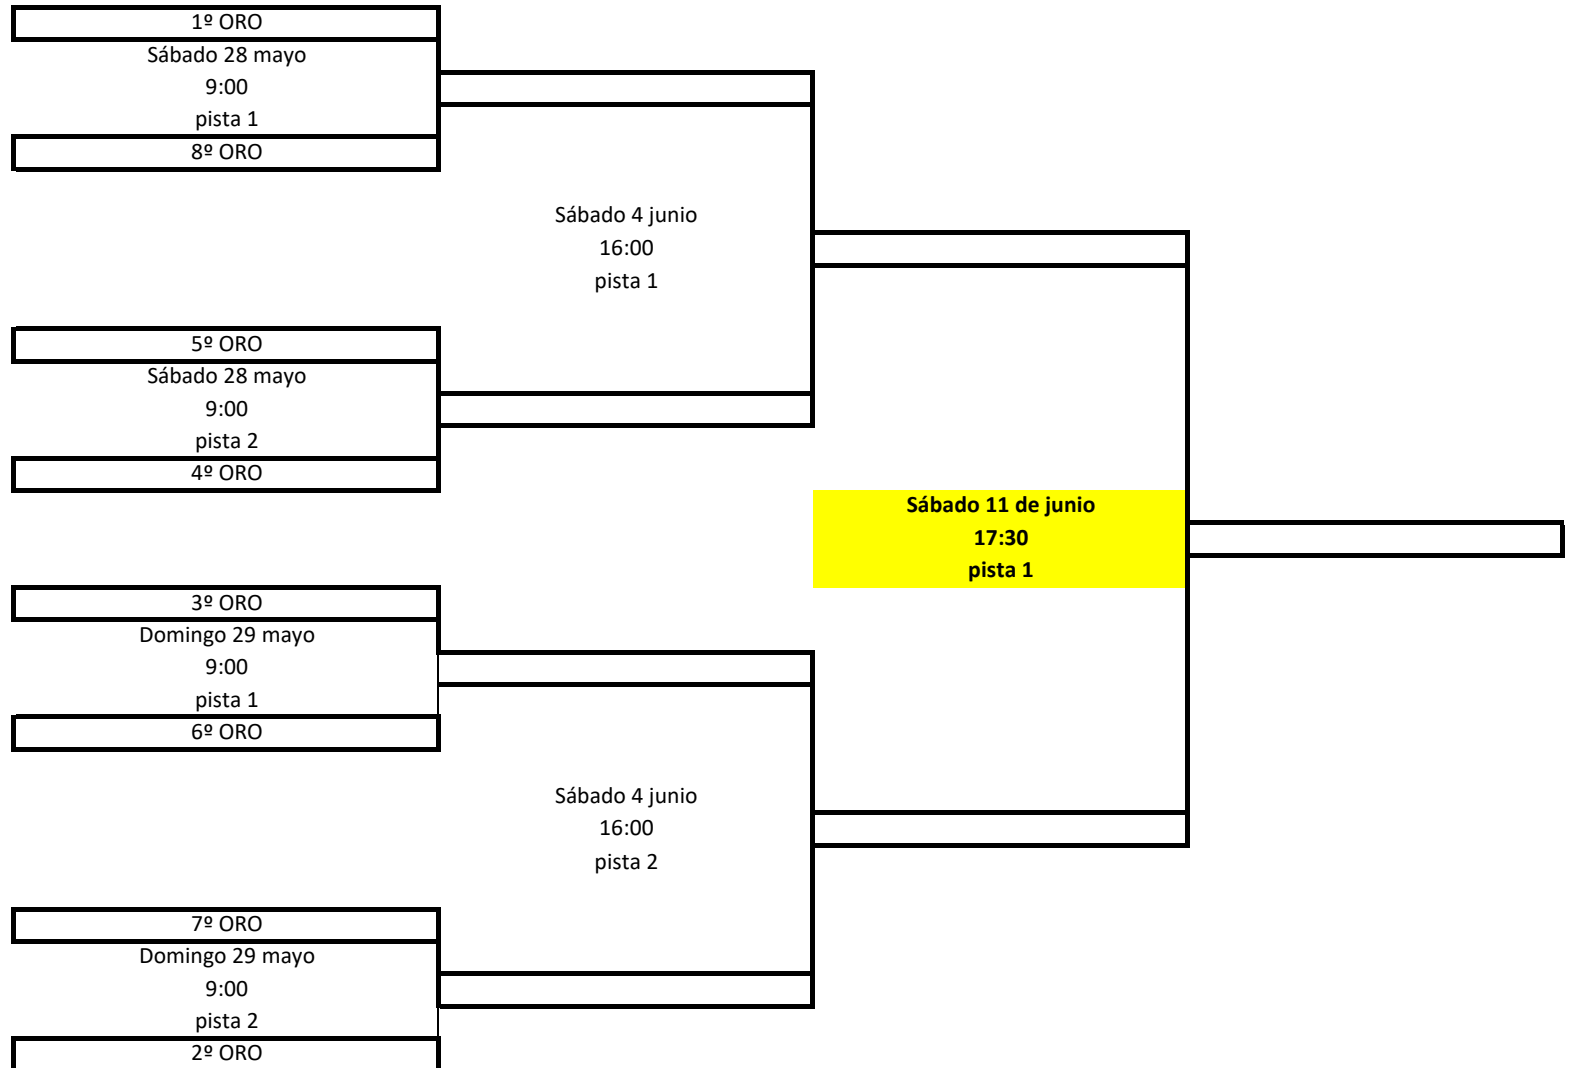 1º ORO
Sábado 28 mayo
9:00
pista 1
8º ORO
Sábado 4 junio
16:00
pista 1
5º ORO
Sábado 28 mayo
9:00
pista 2
4º ORO
Sábado 11 de junio
17:30
pista 1
3º ORO
Domingo 29 mayo
9:00
pista 1
6º ORO
Sábado 4 junio
16:00
pista 2
7º ORO
Domingo 29 mayo
9:00
pista 2
2º ORO